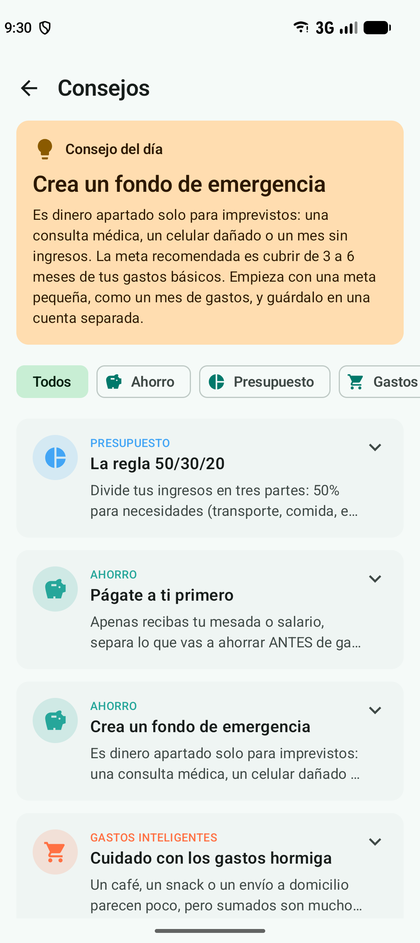 9:30
3G
Consejos
Consejo del día
Crea un fondo de emergencia
Es dinero apartado solo para imprevistos: una
consulta médica, un celular dañado o un mes sin
ingresos. La meta recomendada es cubrir de 3 a 6
meses de tus gastos básicos. Empieza con una meta
pequeña, como un mes de gastos, y guárdalo en una
cuenta separada.
Todos
Ahorro
Presupuesto
Gastos
PRESUPUESTO
La regla 50/30/20
Divide tus ingresos en tres partes: 50%
para necesidades (transporte, comida, e…
AHORRO
Págate a ti primero
Apenas recibas tu mesada o salario,
separa lo que vas a ahorrar ANTES de ga…
AHORRO
Crea un fondo de emergencia
Es dinero apartado solo para imprevistos:
una consulta médica, un celular dañado …
GASTOS INTELIGENTES
Cuidado con los gastos hormiga
Un café, un snack o un envío a domicilio
parecen poco, pero sumados son mucho…